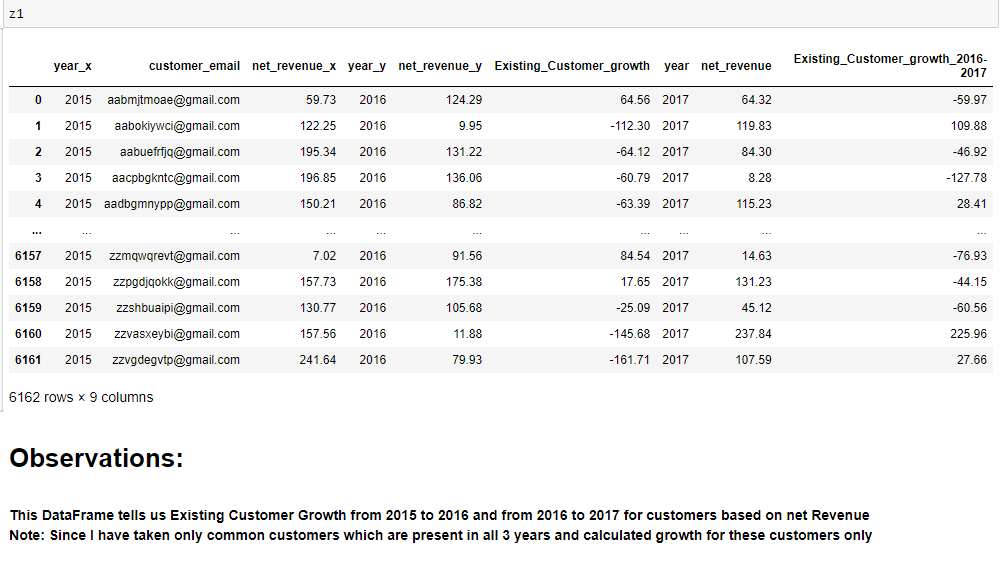 z1
year_x customer_email net_revenue_x year_y net_revenue_y Existing_Customer_growth year net_revenue Existing_Customer_growth_2016-
2017
0 2015 aabmjtmoae@gmail.com 59.73 2016 124.29 64.56 2017 64.32 -59.97
1 2015 aabokiywci@gmail.com 122.25 2016 9.95 -112.30 2017 119.83 109.88
2 2015 aabuefrfjq@gmail.com 195.34 2016 131.22 -64.12 2017 84.30 -46.92
3 2015 aacpbgkntc@gmail.com 196.85 2016 136.06 -60.79 2017 8.28 -127.78
4 2015 aadbgmnypp@gmail.com 150.21 2016 86.82 -63.39 2017 115.23 28.41
... ... ... ... ... ... ... ... ... ...
6157 2015 zzmqwqrevt@gmail.com 7.02 2016 91.56 84.54 2017 14.63 -76.93
6158 2015 zzpgdjqokk@gmail.com 157.73 2016 175.38 17.65 2017 131.23 -44.15
6159 2015 zzshbuaipi@gmail.com 130.77 2016 105.68 -25.09 2017 45.12 -60.56
6160 2015 zzvasxeybi@gmail.com 157.56 2016 11.88 -145.68 2017 237.84 225.96
6161 2015 zzvgdegvtp@gmail.com 241.64 2016 79.93 -161.71 2017 107.59 27.66
6162 rows × 9 columns
Observations:
This DataFrame tells us Existing Customer Growth from 2015 to 2016 and from 2016 to 2017 for customers based on net Revenue
Note: Since I have taken only common customers which are present in all 3 years and calculated growth for these customers only